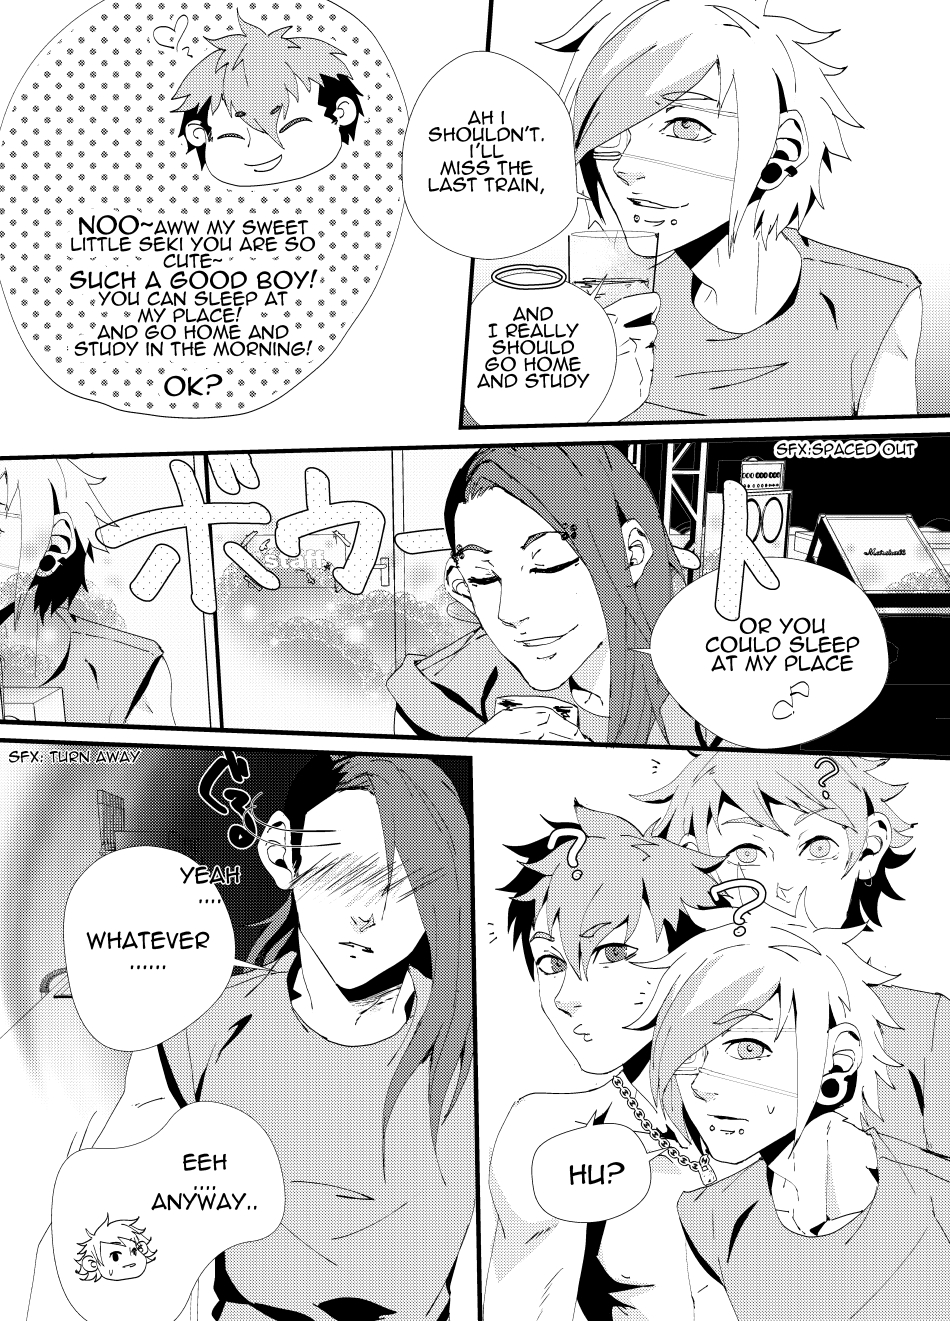 AH I
SHOULDN'T.
I'LL
MISS THE
LAST TRAIN,
AND
I REALLY
SHOULD
GO HOME
AND STUDY
NOO~AWW MY SWEET
LITTLE SEKI YOU ARE SO
CUTE~
SUCH A GOOD BOY!
YOU CAN SLEEP AT
MY PLACE!
AND GO HOME AND
STUDY IN THE MORNING!
OK?
SFX:SPACED OUT
ボウー
staff
Marshall
OR YOU
COULD SLEEP
AT MY PLACE
SFX: TURN AWAY
YEAH
....
WHATEVER
......
EEH
....
ANYWAY..
?
?
?
HU?